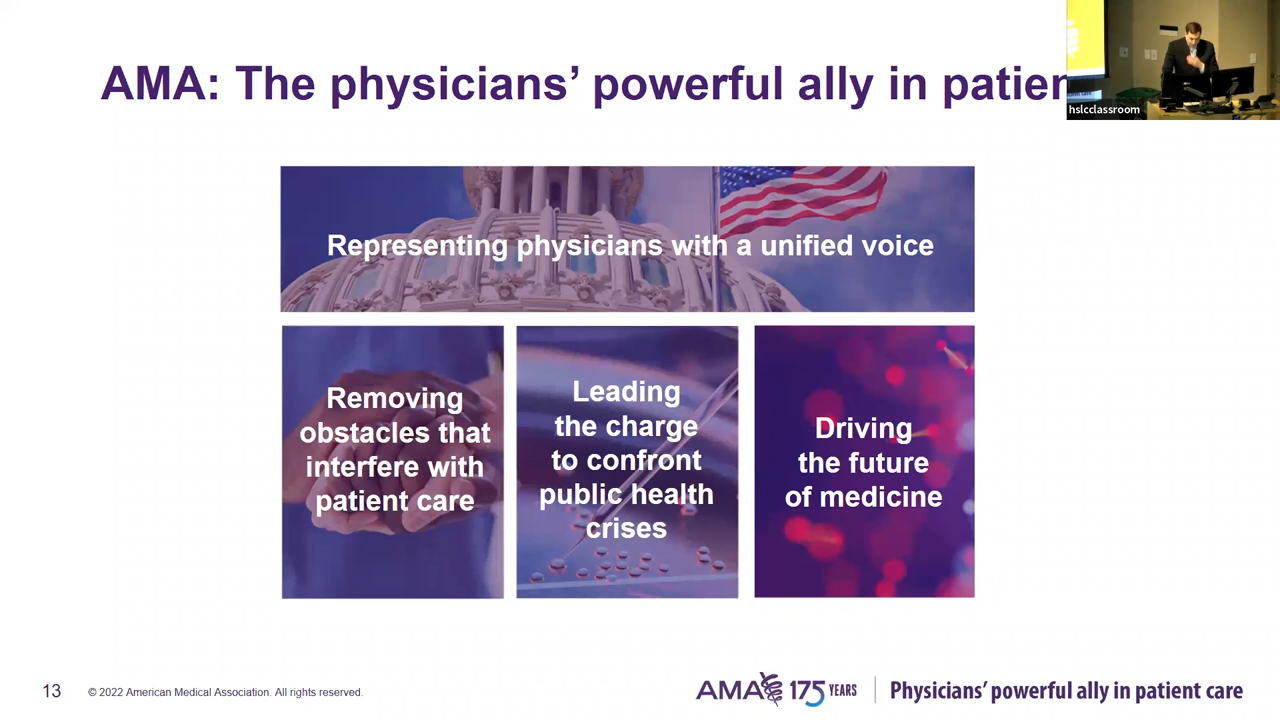 AMA: The physicians’ powerful ally in patien
hslcclassroom
Representing physicians with a unified voice
Removing
obstacles that
interfere with
patient care
Leading
the charge
to confront
public health
crises
Driving
the future
of medicine
13
© 2022 American Medical Association. All rights reserved.
AMA 175 YEARS
Physicians’ powerful ally in patient care